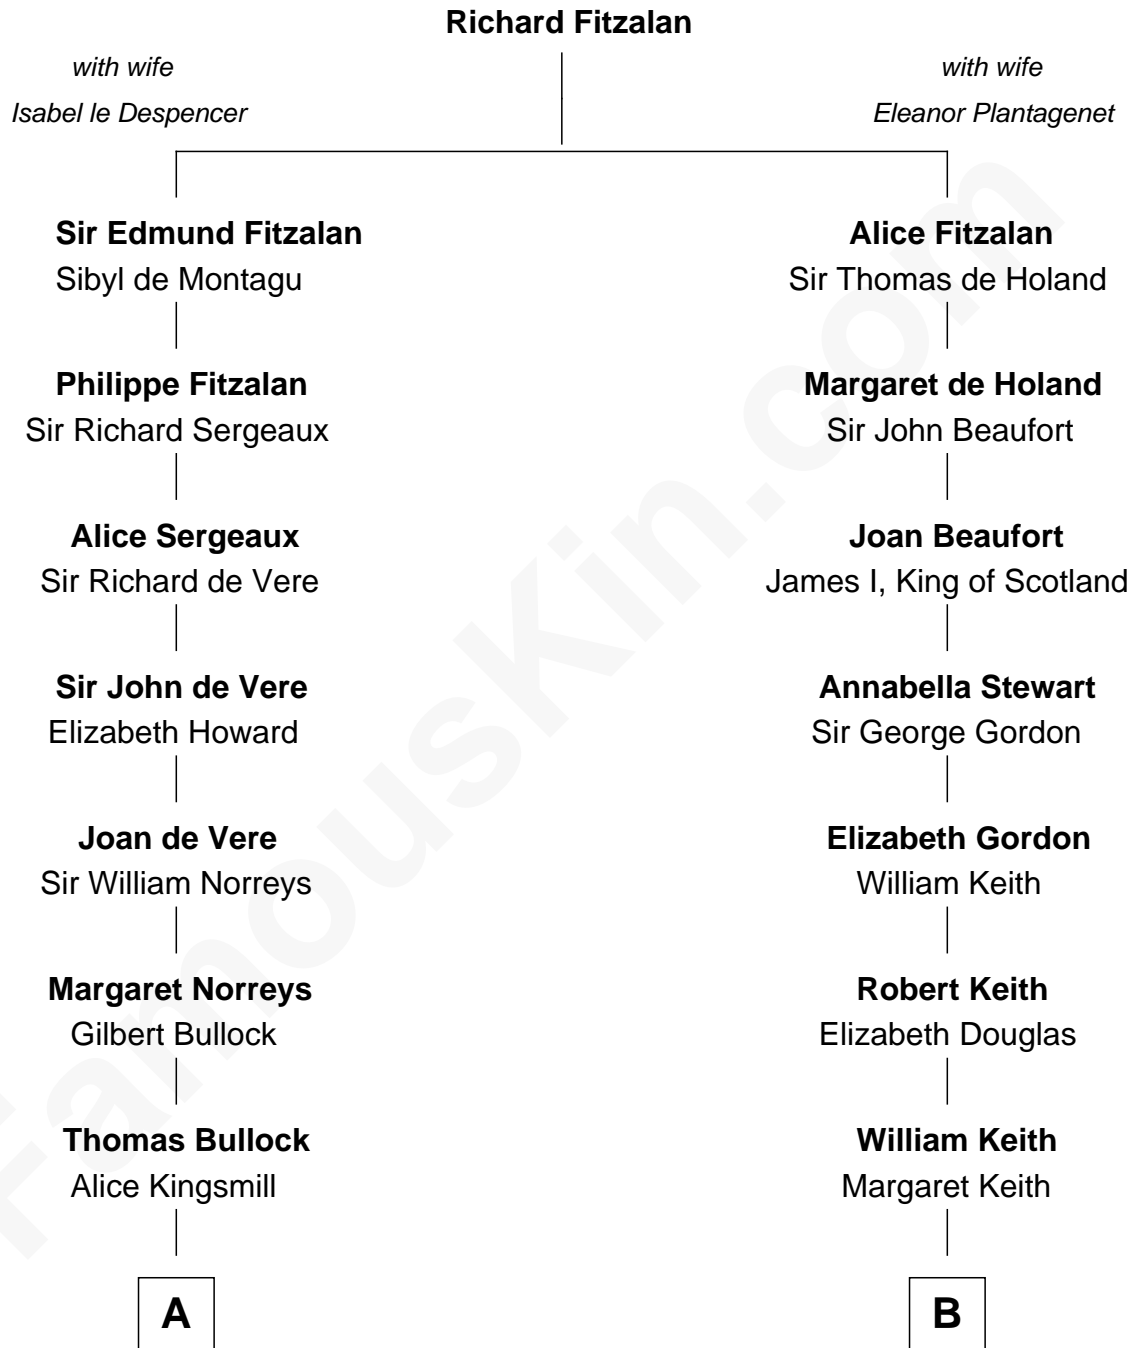 Richard Fitzalan
with wife
Isabel le Despencer
with wife
Eleanor Plantagenet
Sir Edmund Fitzalan
Sibyl de Montagu
Alice Fitzalan
Sir Thomas de Holand
Philippe Fitzalan
Sir Richard Sergeaux
Margaret de Holand
Sir John Beaufort
Alice Sergeaux
Sir Richard de Vere
Joan Beaufort
James I, King of Scotland
Sir John de Vere
Elizabeth Howard
Annabella Stewart
Sir George Gordon
Joan de Vere
Sir William Norreys
Elizabeth Gordon
William Keith
Margaret Norreys
Gilbert Bullock
Robert Keith
Elizabeth Douglas
Thomas Bullock
Alice Kingsmill
William Keith
Margaret Keith
A
B
FamousKin.com